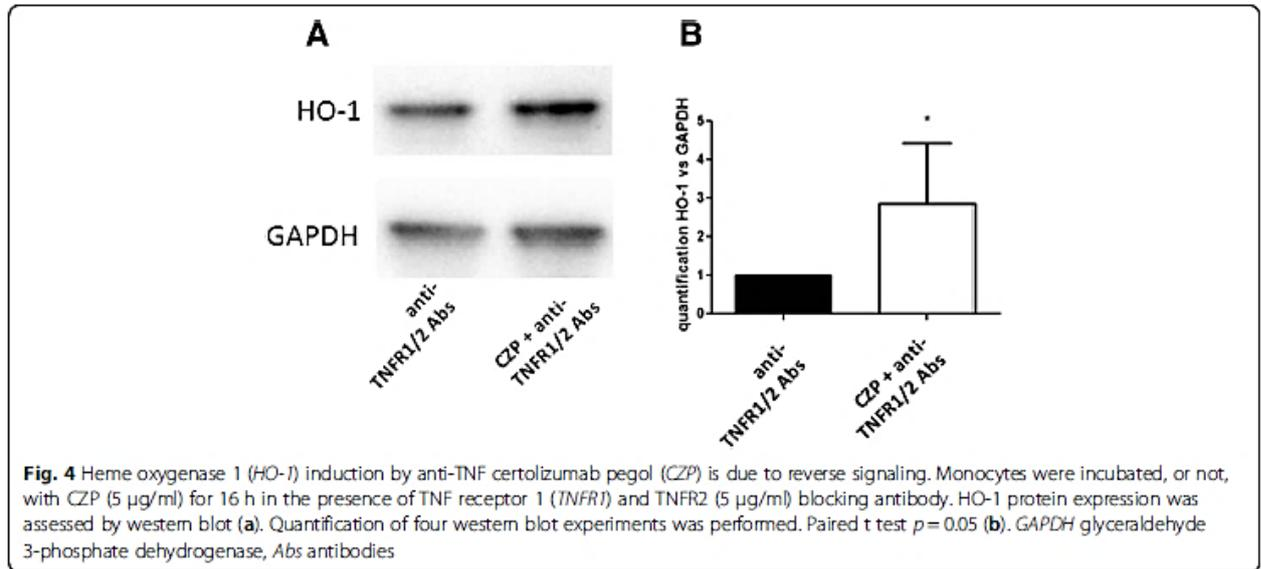 A
HO-1
GAPDH
anti-
TNFR1/2 Abs
CZP + anti-
TNFR1/2 Abs
B
quantification HO-1 vs GAPDH
5
4
3
2
1
0
*
anti-
TNFR1/2 Abs
CZP + anti-
TNFR1/2 Abs
Fig. 4 Heme oxygenase 1 (HO-1) induction by anti-TNF certolizumab pegol (CZP) is due to reverse signaling. Monocytes were incubated, or not,
with CZP (5 μg/ml) for 16 h in the presence of TNF receptor 1 (TNFR1) and TNFR2 (5 μg/ml) blocking antibody. HO-1 protein expression was
assessed by western blot (a). Quantification of four western blot experiments was performed. Paired t test p = 0.05 (b). GAPDH glyceraldehyde
3-phosphate dehydrogenase, Abs antibodies